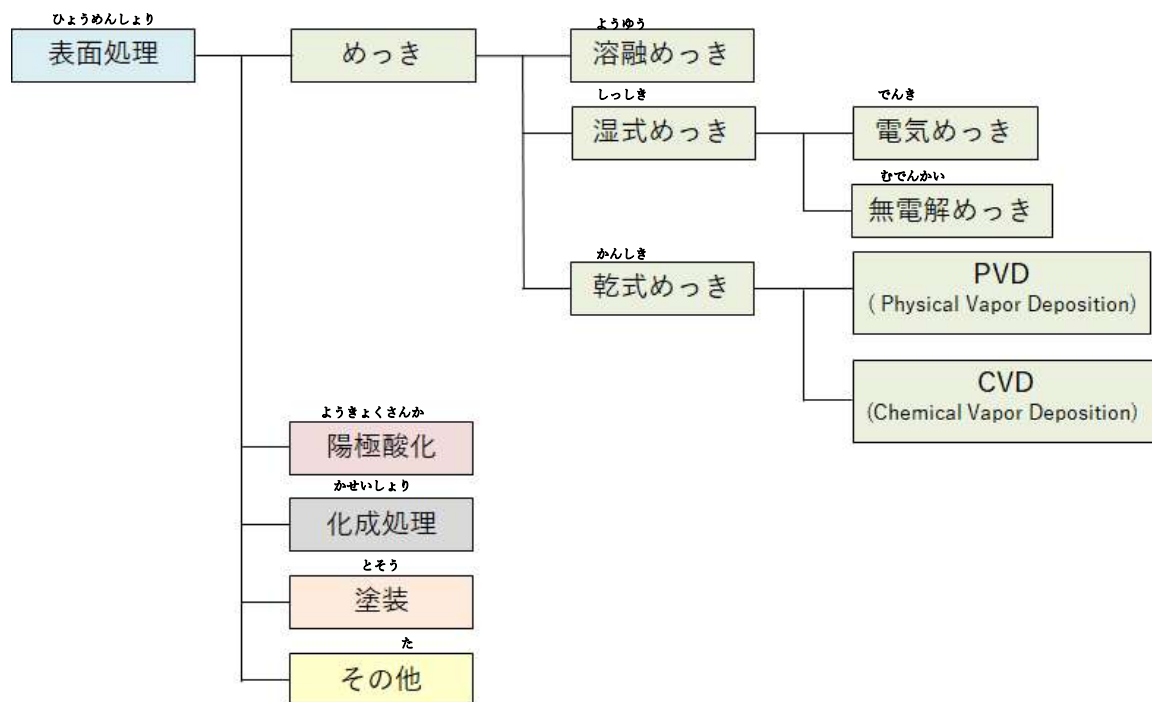 ひょうめんしょり
表面処理
めっき
ようゆう
溶融めっき
しっしき
湿式めっき
でんき
電気めっき
むでんかい
無電解めっき
かんしき
乾式めっき
PVD
( Physical Vapor Deposition)
CVD
(Chemical Vapor Deposition)
ようきょくさんか
陽極酸化
かせいしょり
化成処理
とそう
塗装
た
その他